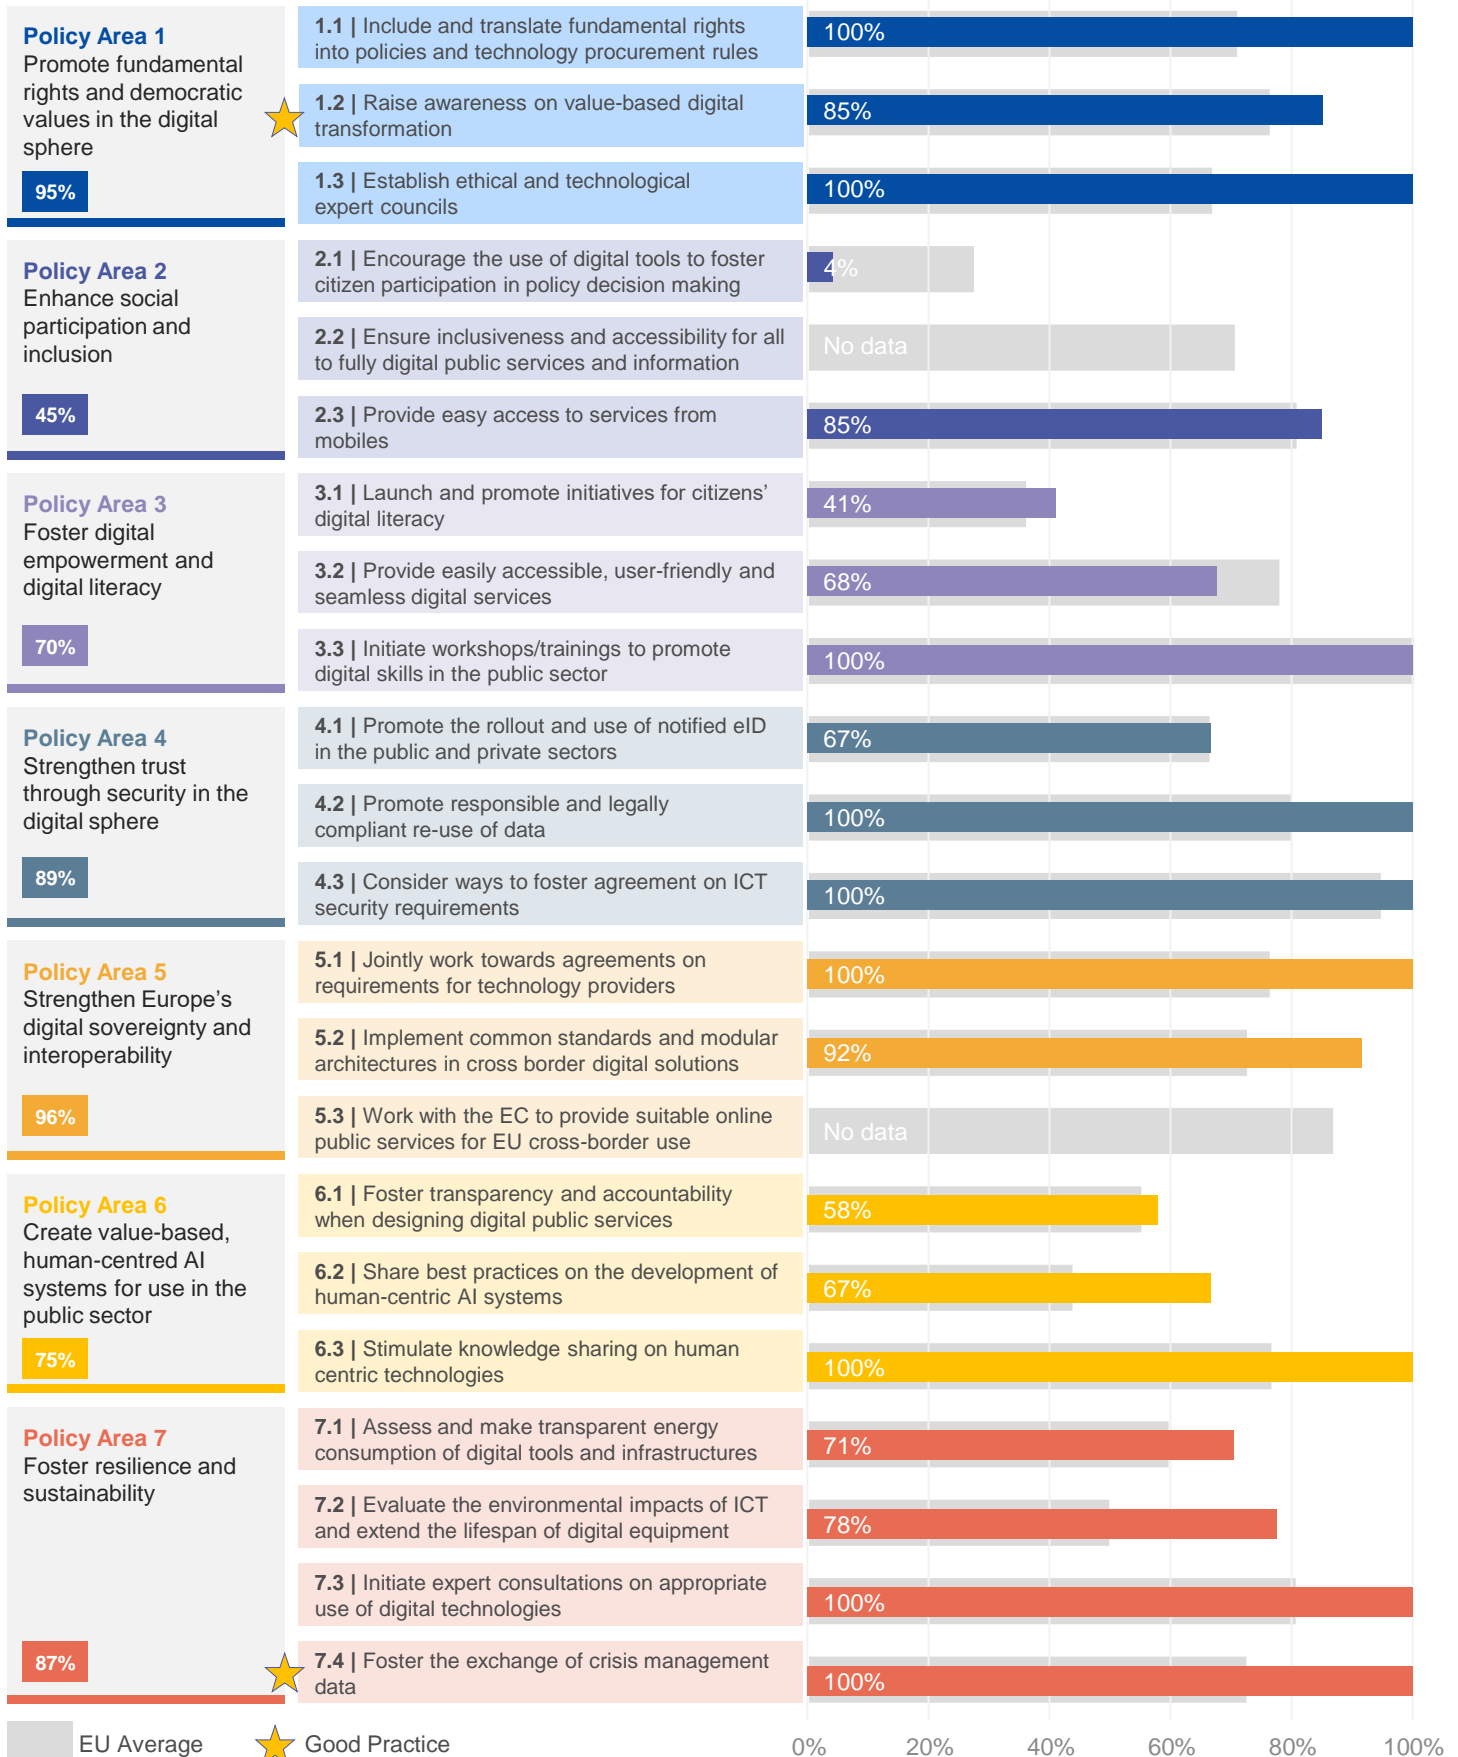 Policy Area 1
Promote fundamental
rights and democratic
values in the digital
sphere
95%
1.1 | Include and translate fundamental rights
into policies and technology procurement rules
100%
1.2 | Raise awareness on value-based digital
transformation
85%
1.3 | Establish ethical and technological
expert councils
100%
Policy Area 2
Enhance social
participation and
inclusion
45%
2.1 | Encourage the use of digital tools to foster
citizen participation in policy decision making
4%
2.2 | Ensure inclusiveness and accessibility for all
to fully digital public services and information
No data
2.3 | Provide easy access to services from
mobiles
85%
Policy Area 3
Foster digital
empowerment and
digital literacy
70%
3.1 | Launch and promote initiatives for citizens’
digital literacy
41%
3.2 | Provide easily accessible, user-friendly and
seamless digital services
68%
3.3 | Initiate workshops/trainings to promote
digital skills in the public sector
100%
Policy Area 4
Strengthen trust
through security in the
digital sphere
89%
4.1 | Promote the rollout and use of notified eID
in the public and private sectors
67%
4.2 | Promote responsible and legally
compliant re-use of data
100%
4.3 | Consider ways to foster agreement on ICT
security requirements
100%
Policy Area 5
Strengthen Europe’s
digital sovereignty and
interoperability
96%
5.1 | Jointly work towards agreements on
requirements for technology providers
100%
5.2 | Implement common standards and modular
architectures in cross border digital solutions
92%
5.3 | Work with the EC to provide suitable online
public services for EU cross-border use
No data
Policy Area 6
Create value-based,
human-centred AI
systems for use in the
public sector
75%
6.1 | Foster transparency and accountability
when designing digital public services
58%
6.2 | Share best practices on the development of
human-centric AI systems
67%
6.3 | Stimulate knowledge sharing on human
centric technologies
100%
Policy Area 7
Foster resilience and
sustainability
87%
7.1 | Assess and make transparent energy
consumption of digital tools and infrastructures
71%
7.2 | Evaluate the environmental impacts of ICT
and extend the lifespan of digital equipment
78%
7.3 | Initiate expert consultations on appropriate
use of digital technologies
100%
7.4 | Foster the exchange of crisis management
data
100%
EU Average
Good Practice
0% 20% 40% 60% 80% 100%